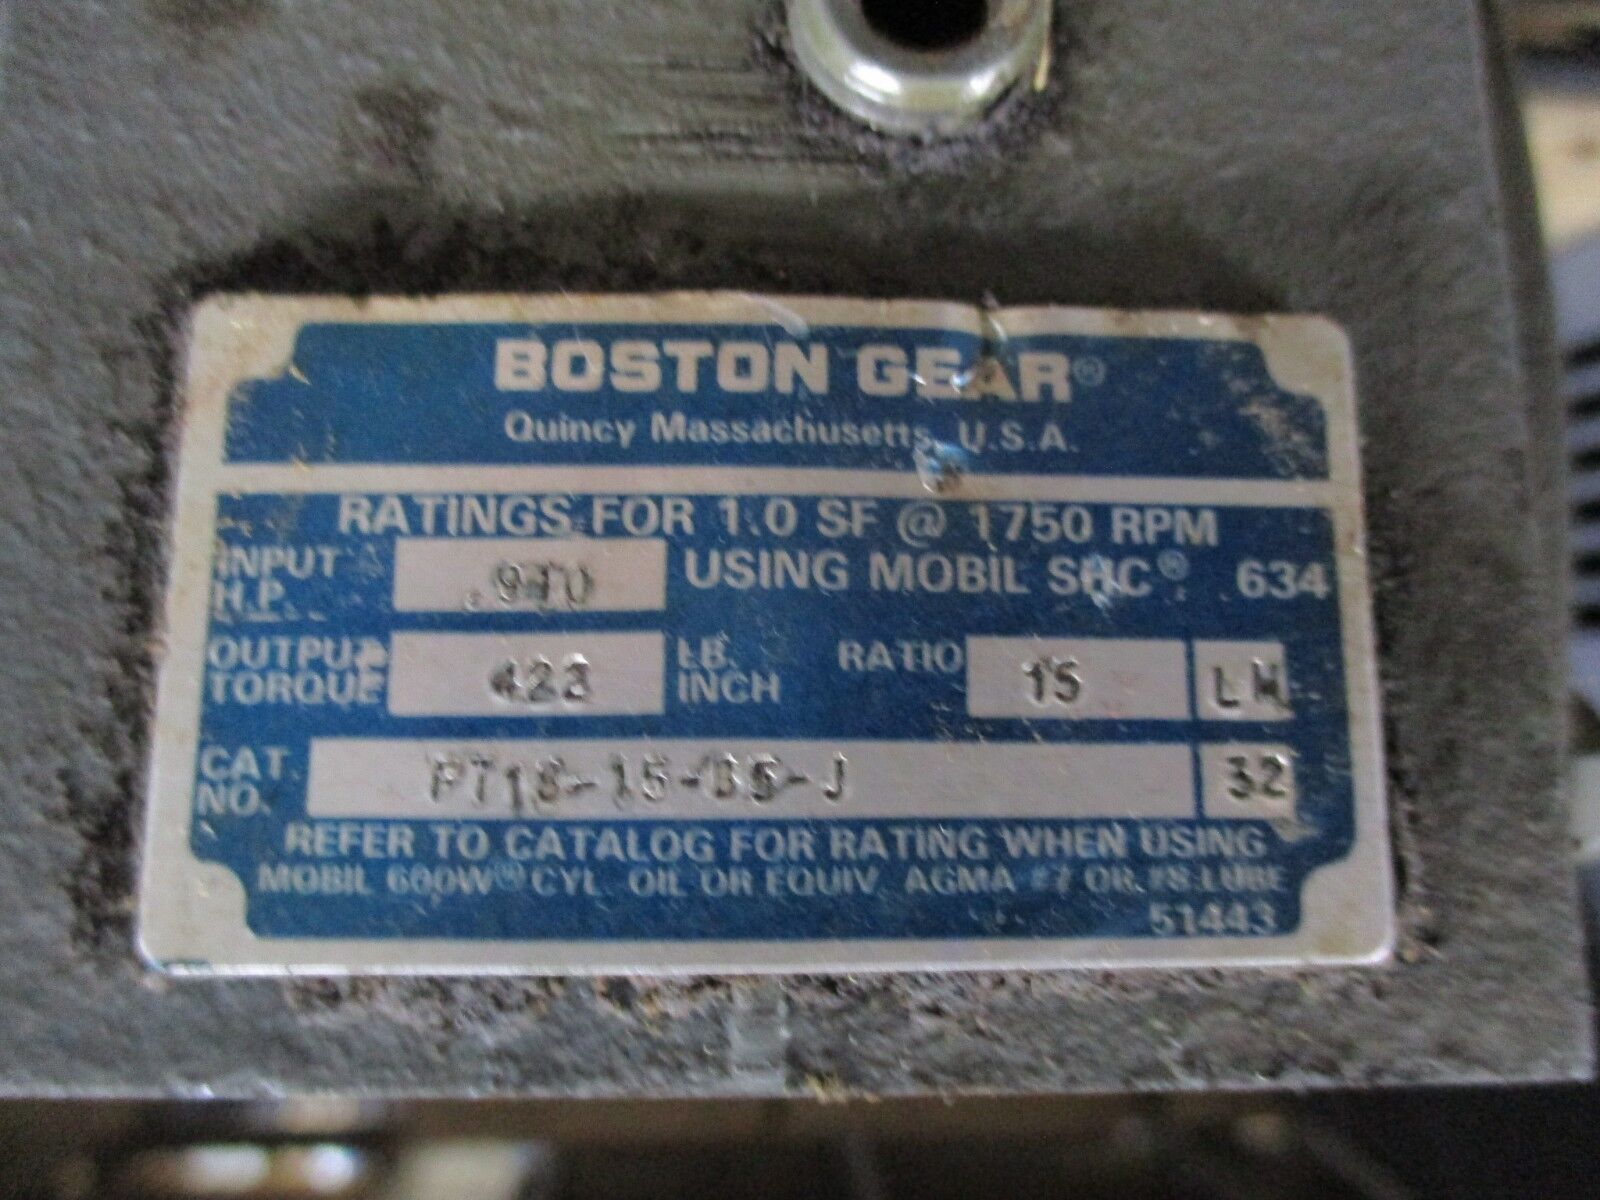 BOSTON GEAR®
Quincy Massachusetts, U.S.A.
RATINGS FOR 1.0 SF @ 1750 RPM
INPUT H.P. .910 USING MOBIL SHC® 634
OUTPUT TORQUE LB. INCH RATIO 15 LW
CAT. NO. 32
REFER TO CATALOG FOR RATING WHEN USING
MOBIL 600W® CYL. OIL OR EQUIV. AGMA #7 OR #8 LUBE
51443